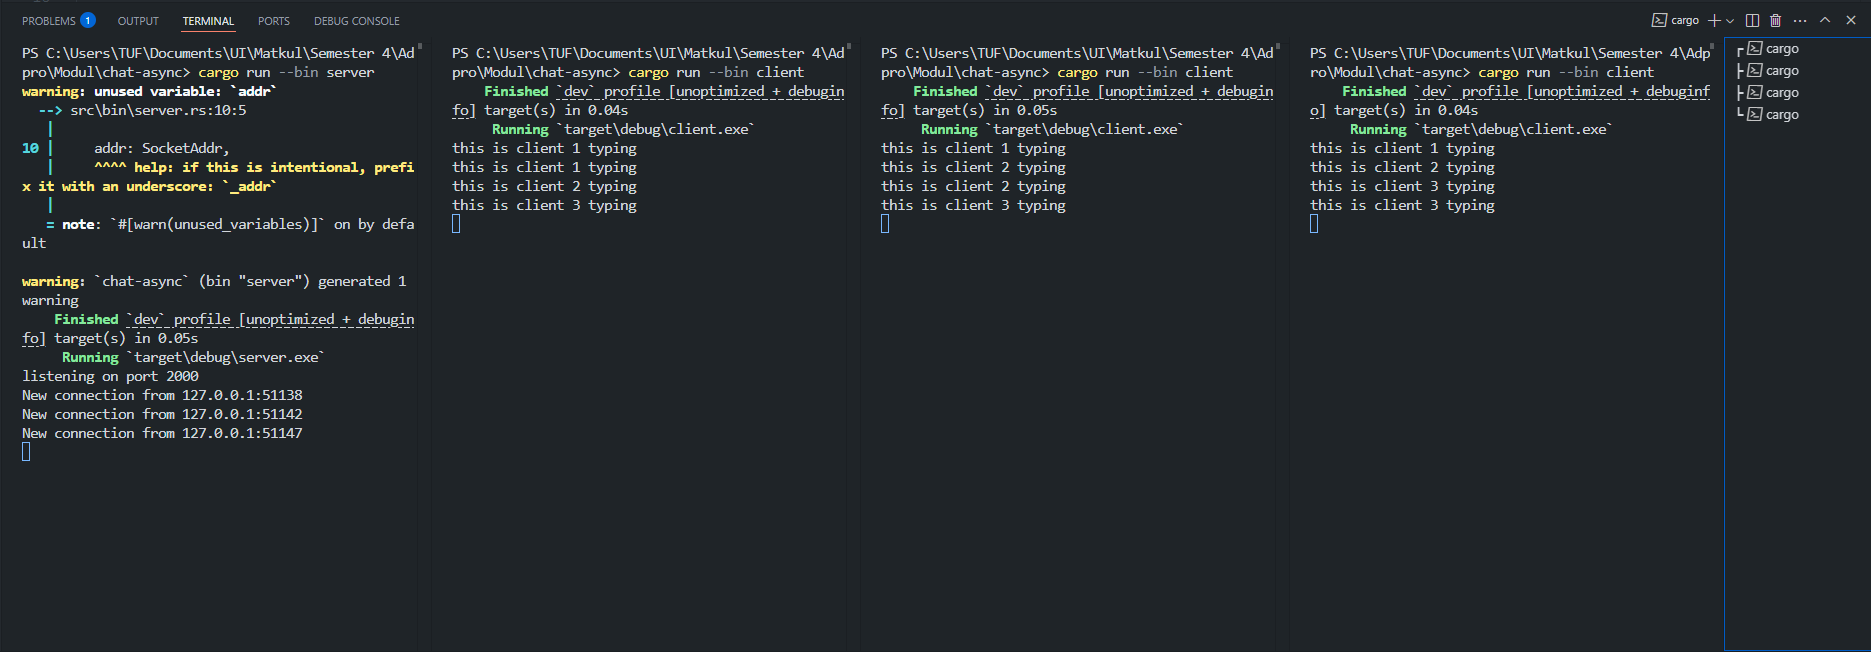 PROBLEMS 1 OUTPUT TERMINAL PORTS DEBUG CONSOLE
cargo
PS C:\Users\TUF\Documents\UI\Matkul\Semester 4\Ad
pro\Modul\chat-async> cargo run --bin server
warning: unused variable: `addr`
--> src\bin\server.rs:10:5
|
10 | addr: SocketAddr,
| ^^^^ help: if this is intentional, prefi
x it with an underscore: `_addr`
|
= note: `#[warn(unused_variables)]` on by defa
ult
warning: `chat-async` (bin "server") generated 1
warning
Finished `dev` profile [unoptimized + debugin
fo] target(s) in 0.05s
Running `target\debug\server.exe`
listening on port 2000
New connection from 127.0.0.1:51138
New connection from 127.0.0.1:51142
New connection from 127.0.0.1:51147
PS C:\Users\TUF\Documents\UI\Matkul\Semester 4\Ad
pro\Modul\chat-async> cargo run --bin client
Finished `dev` profile [unoptimized + debugin
fo] target(s) in 0.04s
Running `target\debug\client.exe`
this is client 1 typing
this is client 1 typing
this is client 2 typing
this is client 3 typing
PS C:\Users\TUF\Documents\UI\Matkul\Semester 4\Ad
pro\Modul\chat-async> cargo run --bin client
Finished `dev` profile [unoptimized + debugin
fo] target(s) in 0.05s
Running `target\debug\client.exe`
this is client 1 typing
this is client 2 typing
this is client 2 typing
this is client 3 typing
PS C:\Users\TUF\Documents\UI\Matkul\Semester 4\Adp
ro\Modul\chat-async> cargo run --bin client
Finished `dev` profile [unoptimized + debuginf
o] target(s) in 0.04s
Running `target\debug\client.exe`
this is client 1 typing
this is client 2 typing
this is client 3 typing
this is client 3 typing
cargo
cargo
cargo
cargo